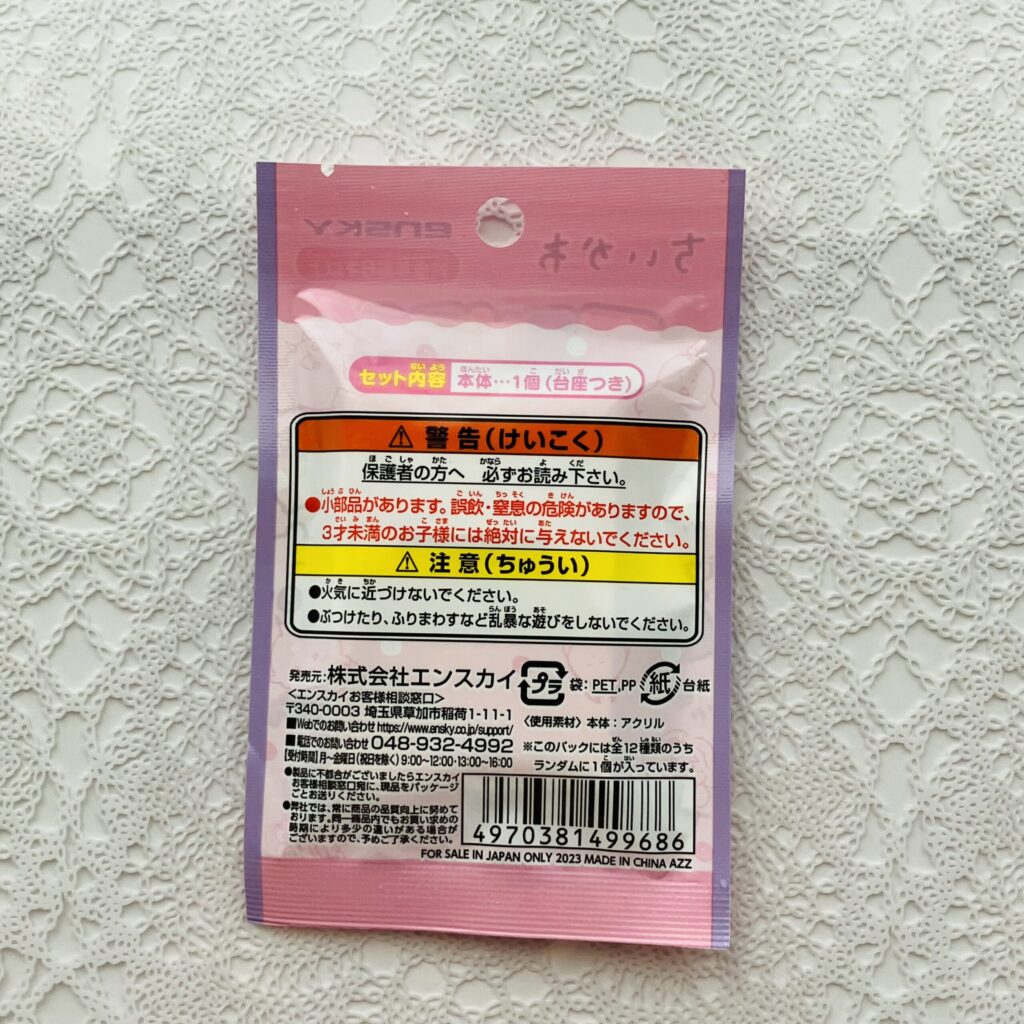 ENSKY
ちいかわ
セット内容 本体…1個(台座つき)
⚠ 警告(けいこく)
保護者の方へ 必ずお読み下さい。
●小部品があります。誤飲・窒息の危険がありますので、
3才未満のお子様には絶対に与えないでください。
⚠ 注意(ちゅうい)
●火気に近づけないでください。
●ぶつけたり、ふりまわすなど乱暴な遊びをしないでください。
発売元:株式会社エンスカイ
<エンスカイお客様相談窓口>
〒340-0003 埼玉県草加市稲荷1-11-1
■Webでのお問い合わせ https://www.ensky.co.jp/support/
■電話でのお問い合わせ 048-932-4992
【受付時間】月〜金曜日(祝日を除く) 9:00〜12:00・13:00〜16:00
●製品に不都合がございましたらエンスカイ
お客様相談窓口宛に、現品をパッケージ
ごとお送りください。
●弊社では、常に商品の品質向上に努めて
おります。同一商品内でもお買い求めの
時期により多少の違いがある場合が
ございますので、予めご了承ください。
プラ 袋:PET,PP 紙 台紙
〈使用素材〉本体:アクリル
※このパックには全12種類のうち
ランダムに1個が入っています。
4970381499686
FOR SALE IN JAPAN ONLY 2023 MADE IN CHINA AZZ